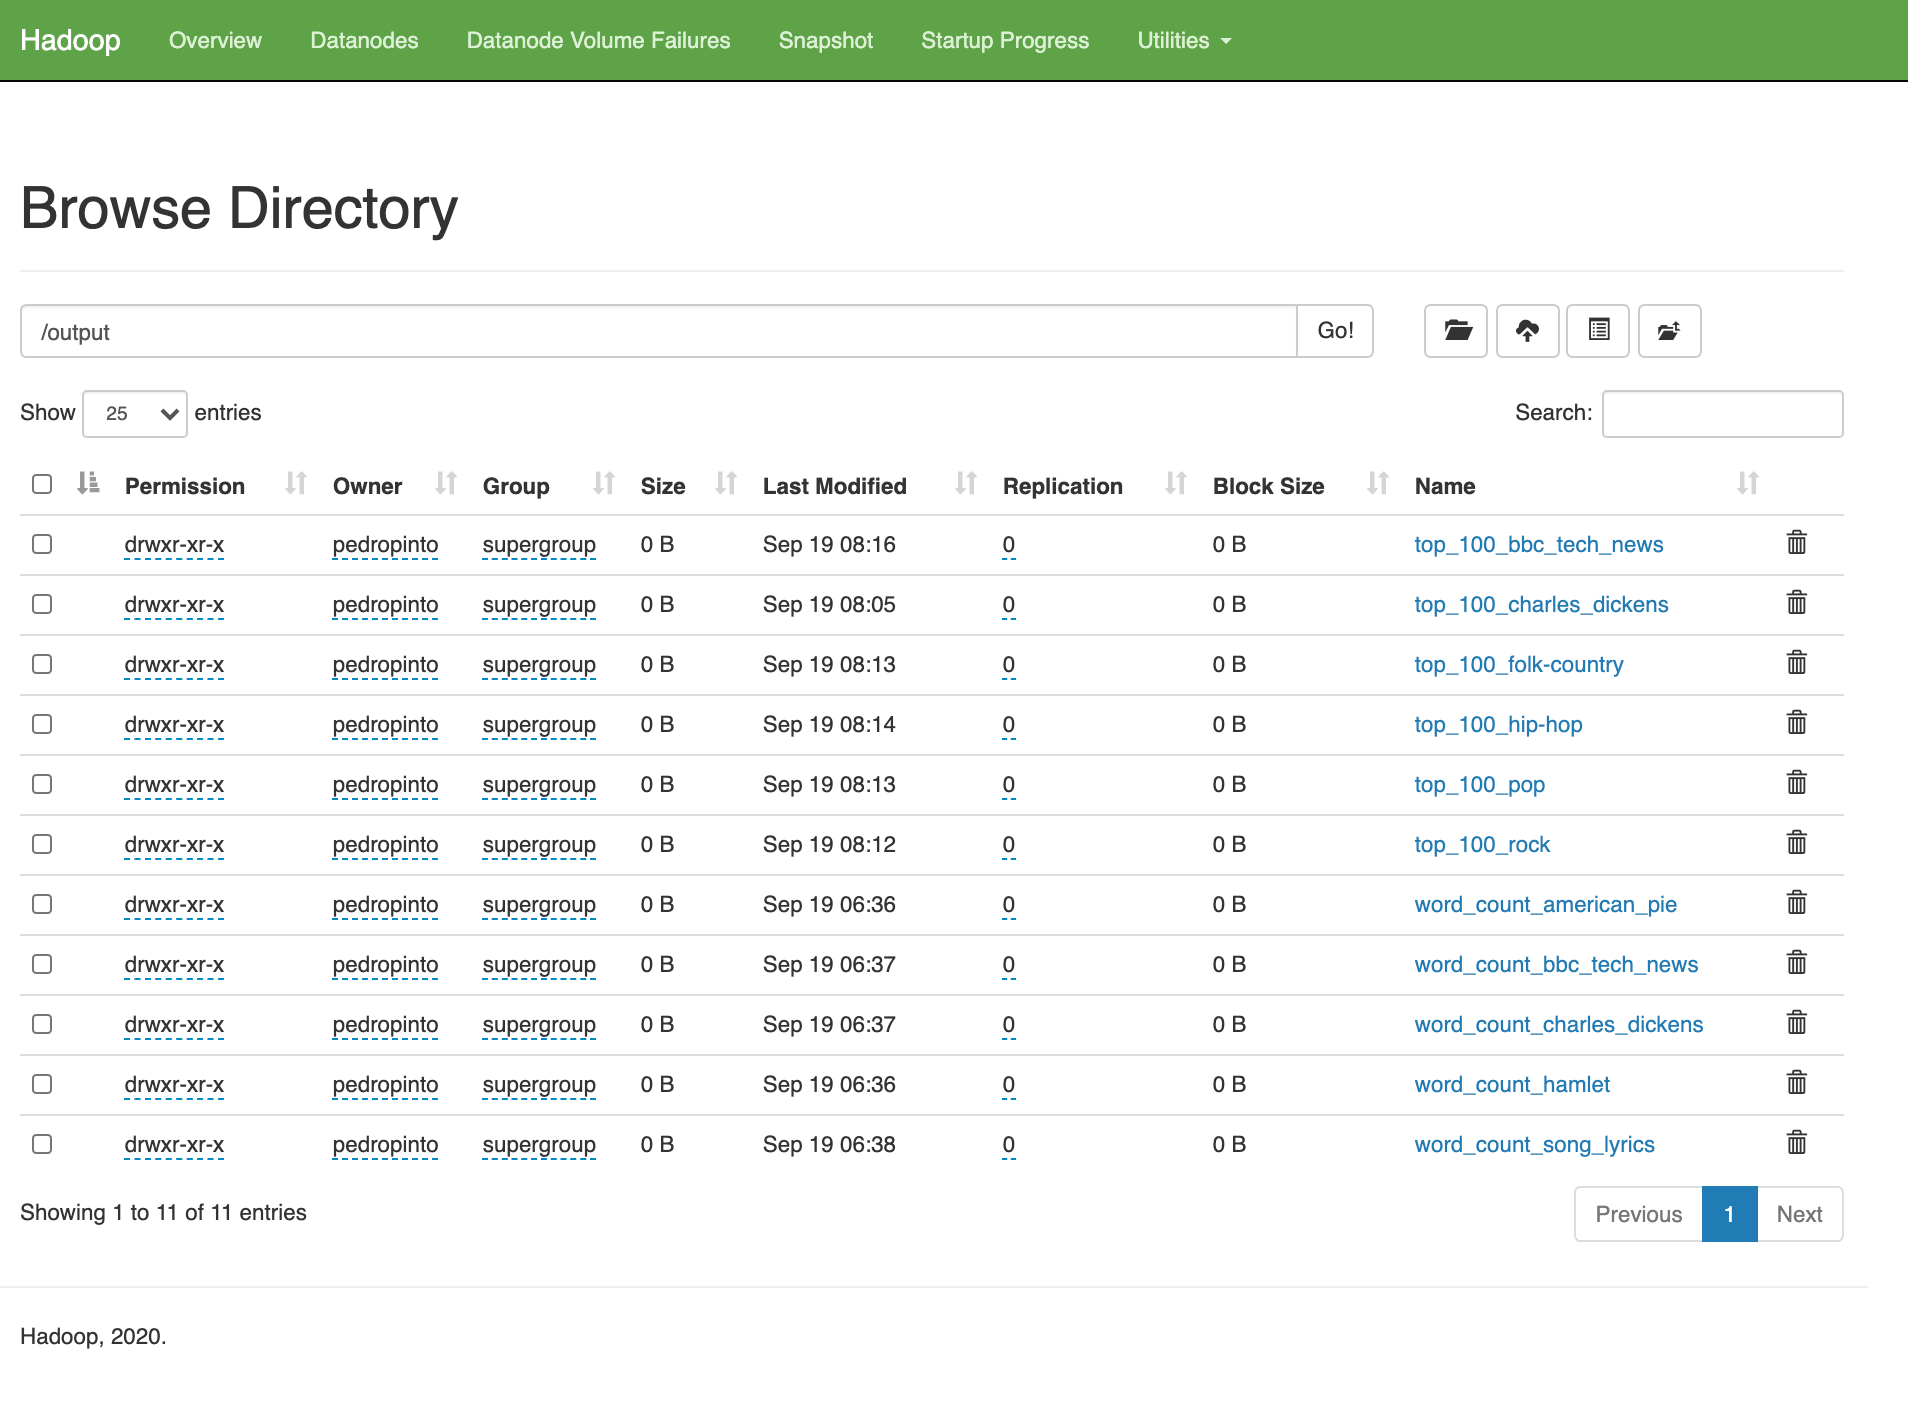 Hadoop Overview Datanodes Datanode Volume Failures Snapshot Startup Progress Utilities
Browse Directory
/output Go!
Show 25 entries Search:
Permission Owner Group Size Last Modified Replication Block Size Name
drwxr-xr-x pedropinto supergroup 0 B Sep 19 08:16 0 0 B top_100_bbc_tech_news
drwxr-xr-x pedropinto supergroup 0 B Sep 19 08:05 0 0 B top_100_charles_dickens
drwxr-xr-x pedropinto supergroup 0 B Sep 19 08:13 0 0 B top_100_folk-country
drwxr-xr-x pedropinto supergroup 0 B Sep 19 08:14 0 0 B top_100_hip-hop
drwxr-xr-x pedropinto supergroup 0 B Sep 19 08:13 0 0 B top_100_pop
drwxr-xr-x pedropinto supergroup 0 B Sep 19 08:12 0 0 B top_100_rock
drwxr-xr-x pedropinto supergroup 0 B Sep 19 06:36 0 0 B word_count_american_pie
drwxr-xr-x pedropinto supergroup 0 B Sep 19 06:37 0 0 B word_count_bbc_tech_news
drwxr-xr-x pedropinto supergroup 0 B Sep 19 06:37 0 0 B word_count_charles_dickens
drwxr-xr-x pedropinto supergroup 0 B Sep 19 06:36 0 0 B word_count_hamlet
drwxr-xr-x pedropinto supergroup 0 B Sep 19 06:38 0 0 B word_count_song_lyrics
Showing 1 to 11 of 11 entries Previous 1 Next
Hadoop, 2020.